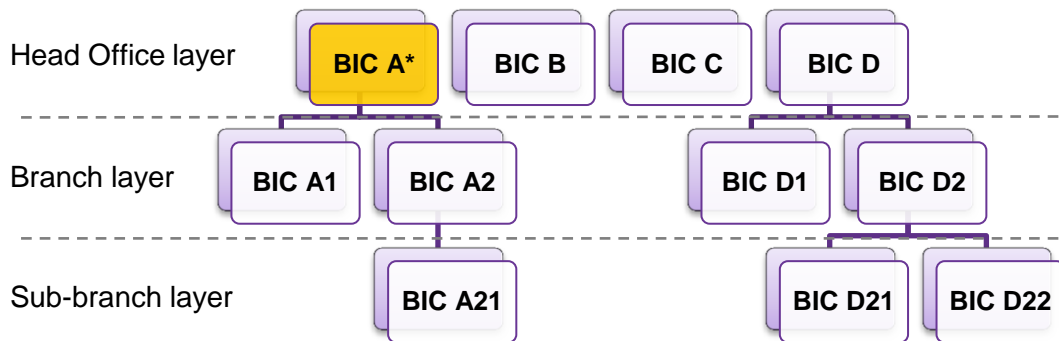 Head Office layer
BIC A*
BIC B
BIC C
BIC D
Branch layer
BIC A1
BIC A2
BIC D1
BIC D2
Sub-branch layer
BIC A21
BIC D21
BIC D22